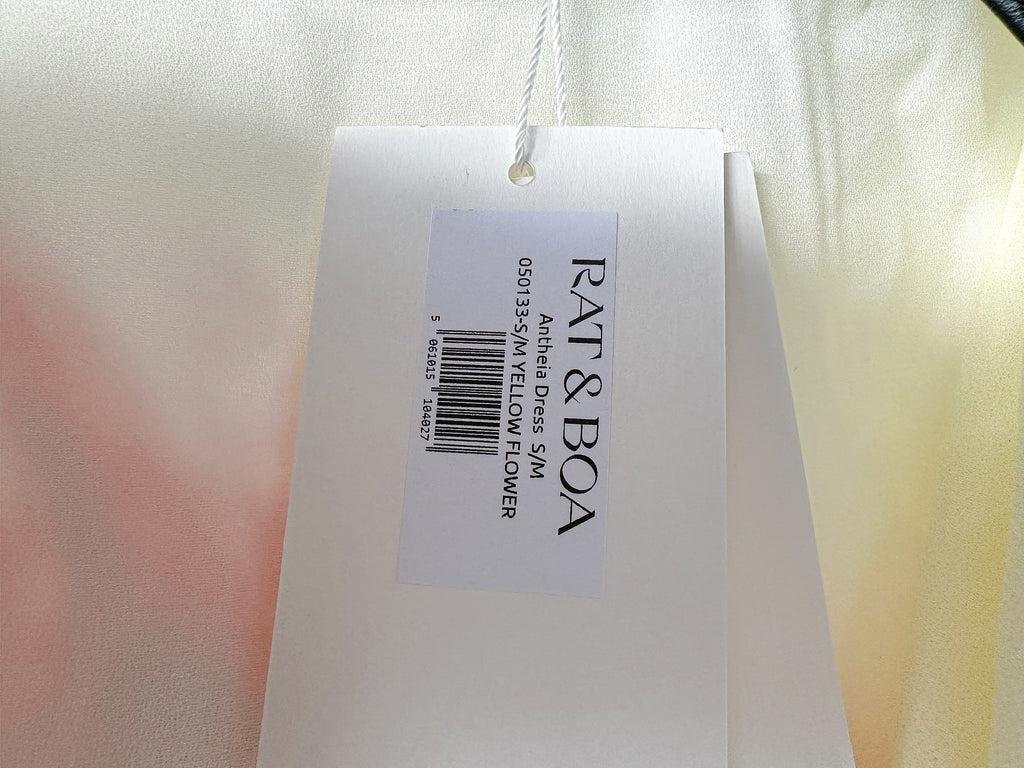 RAT & BOA
Antheia Dress S/M
050133-S/M YELLOW FLOWER
5 061015 104027